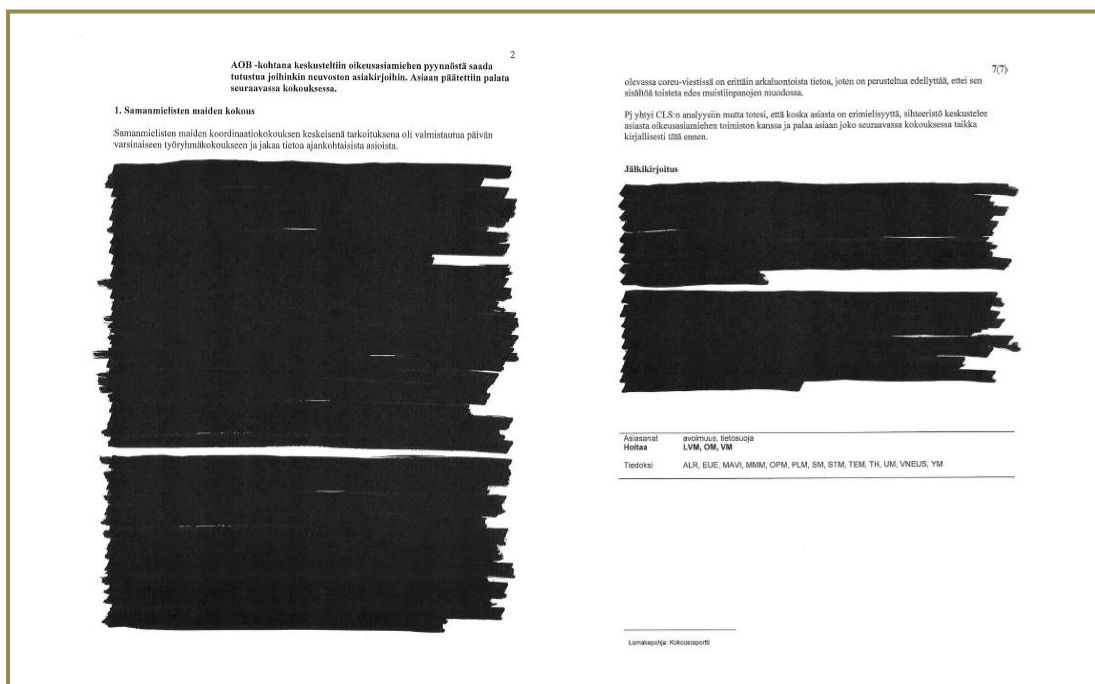 2
AOB -kohtana keskusteltiin oikeusasiamiehen pyynnöstä saada
tutustua joihinkin neuvoston asiakirjoihin. Asiaan päätettiin palata
seuraavassa kokouksessa.
1. Samanmielisten maiden kokous
Samanmielisten maiden koordinaatiokokouksen keskeisenä tarkoituksena oli valmistautua päivän
varsinaiseen työryhmäkokoukseen ja jakaa tietoa ajankohtaisista asioista.
7(7)
olevassa coreu-viestissä on erittäin arkaluontoista tietoa, joten on perusteltua edellyttää, ettei sen
sisältöä toisteta edes muistiinpanojen muodossa.
Pj yhtyi CLS:n analyysiin mutta totesi, että koska asiasta on erimielisyyttä, sihteeristö keskustelee
asiasta oikeusasiamiehen toimiston kanssa ja palaa asiaan joko seuraavassa kokouksessa taikka
kirjallisesti tätä ennen.
Jälkikirjoitus
Asiasanat avoimuus, tietosuoja
Hoitaa LVM, OM, VM
Tiedoksi ALR, EUE, MAVI, MMM, OPM, PLM, SM, STM, TEM, TH, UM, VNEUS, YM
Lomakepohja: Kokousraportti